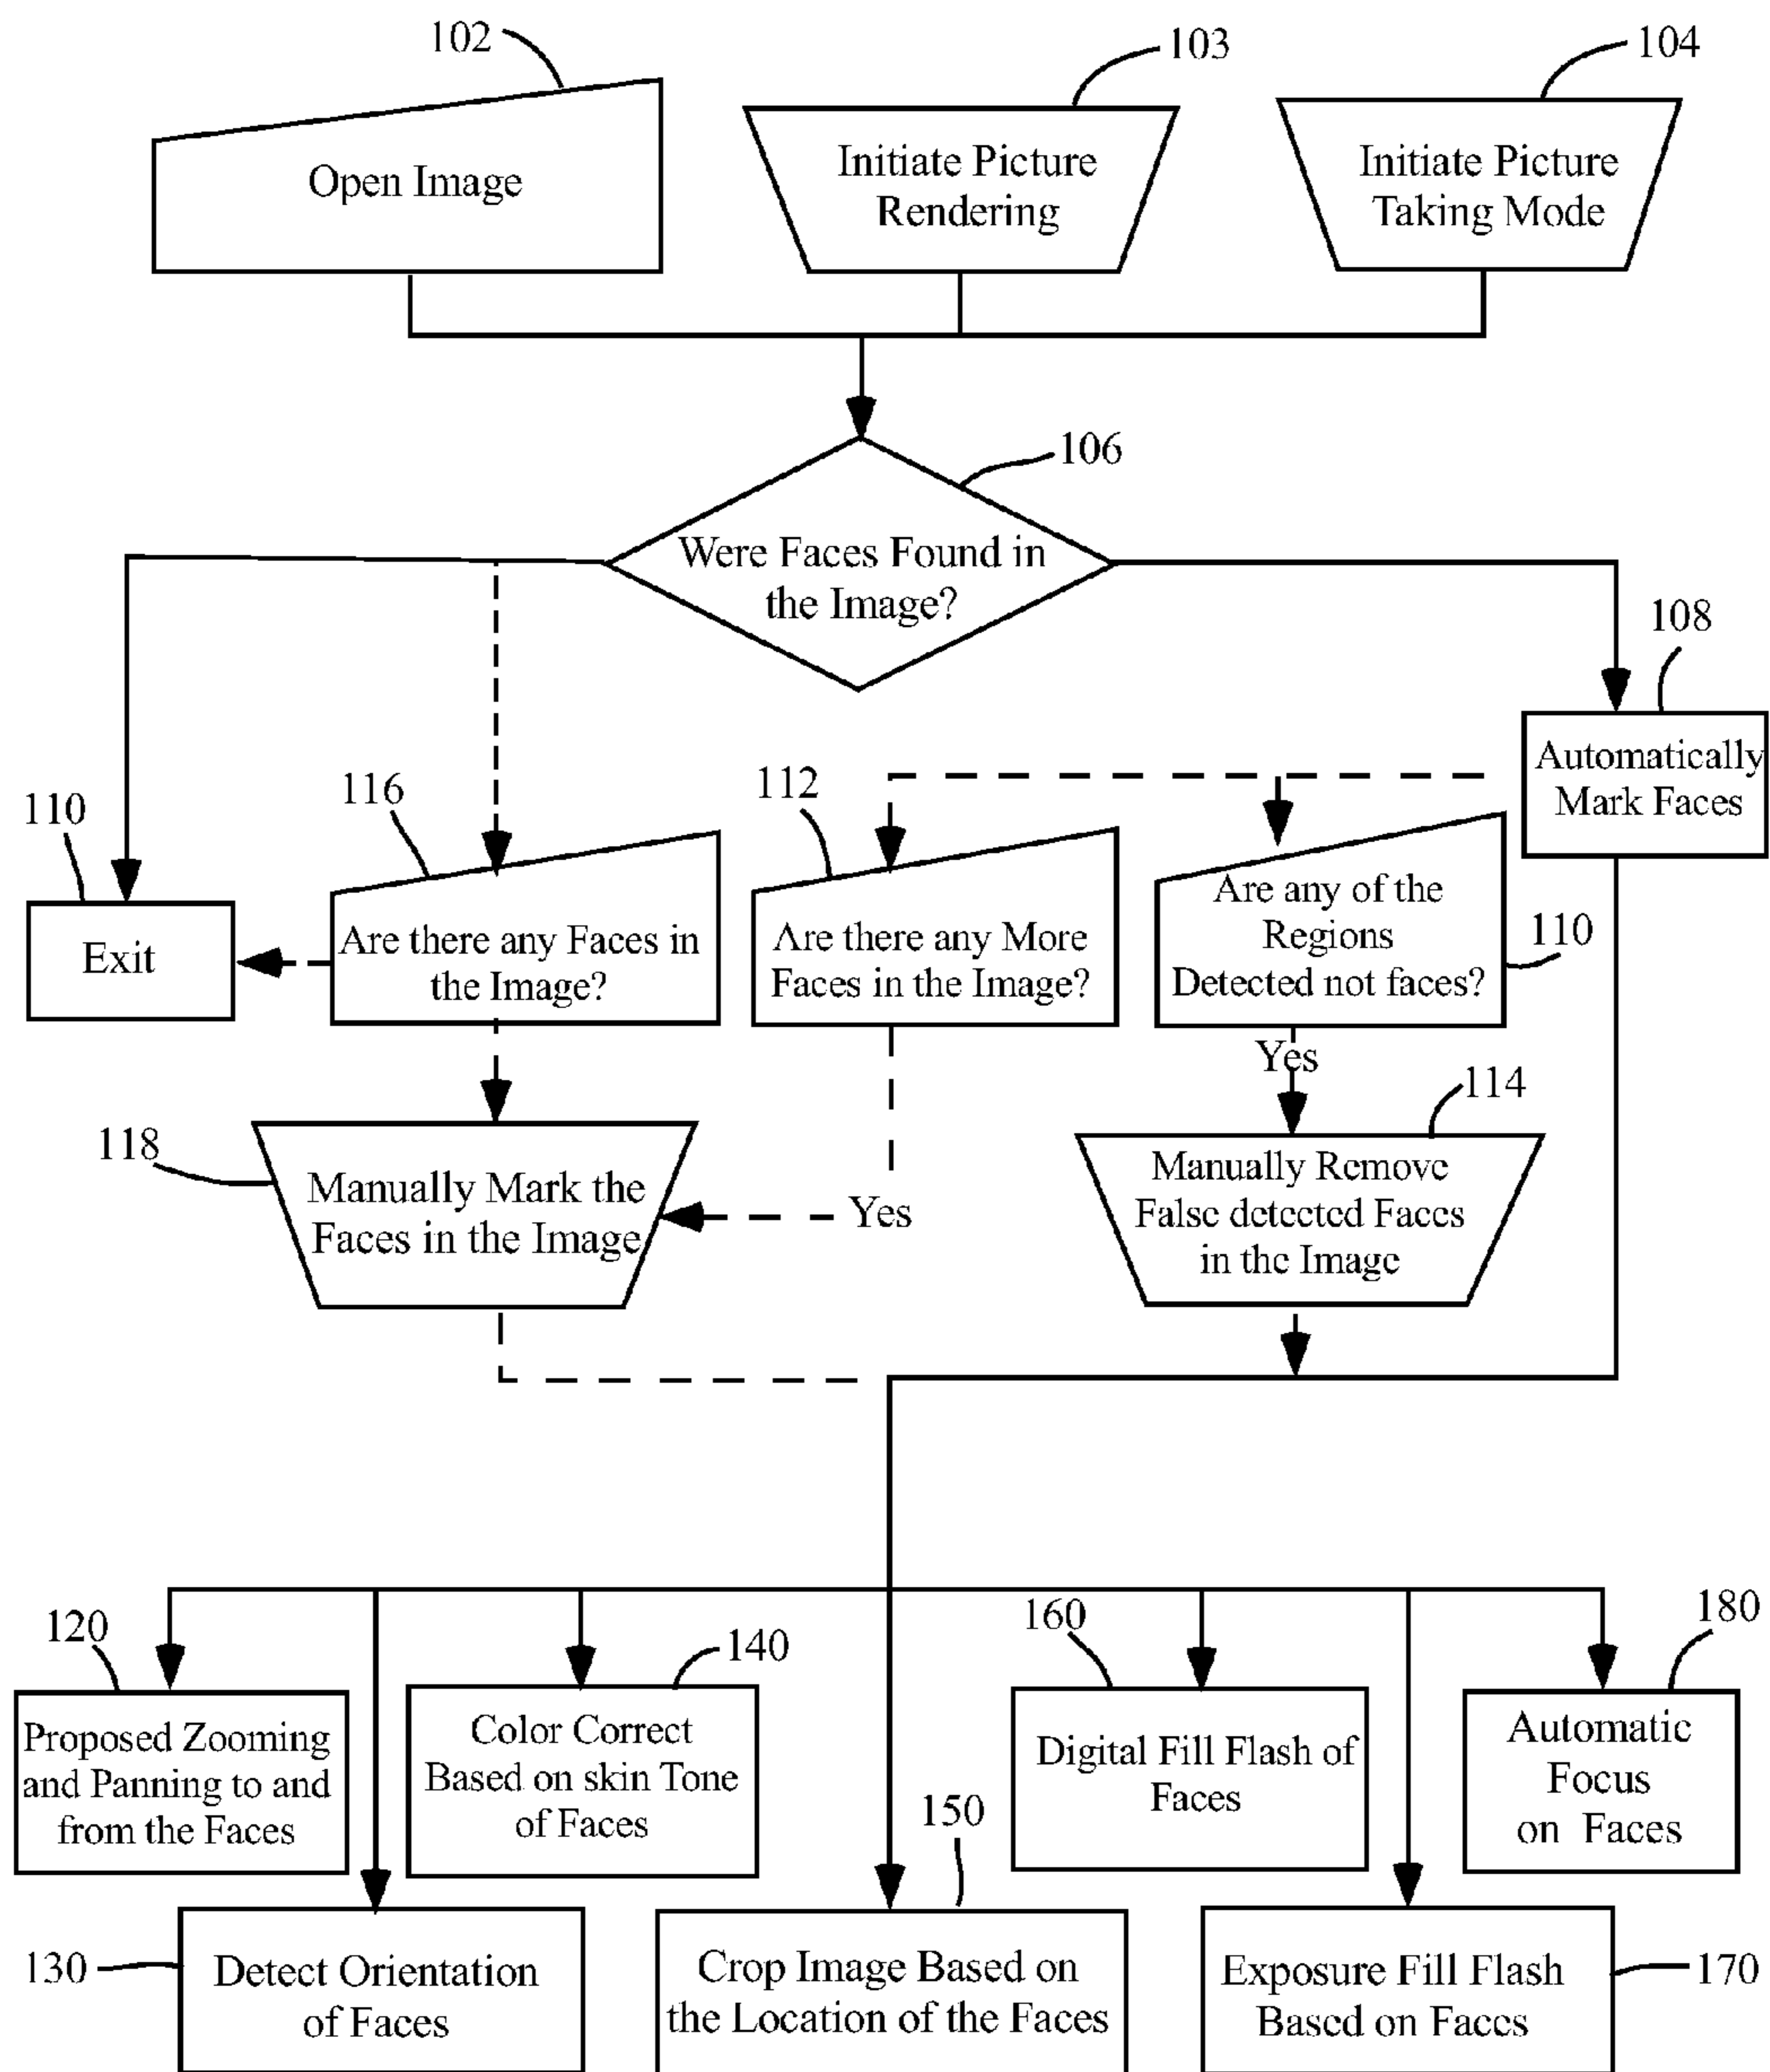 102
103
104
Open Image
Initiate Picture
Rendering
Initiate Picture
Taking Mode
106
Were Faces Found in
the Image?
108
Automatically
Mark Faces
110
116
112
Exit
Are there any Faces in
the Image?
Are there any More
Faces in the Image?
Are any of the
Regions
Detected not faces?
110
Yes
114
118
Manually Mark the
Faces in the Image
Yes
Manually Remove
False detected Faces
in the Image
120
140
160
180
Proposed Zooming
and Panning to and
from the Faces
Color Correct
Based on skin Tone
of Faces
150
Digital Fill Flash of
Faces
Automatic
Focus
on Faces
130
Detect Orientation
of Faces
Crop Image Based on
the Location of the Faces
Exposure Fill Flash
Based on Faces
170